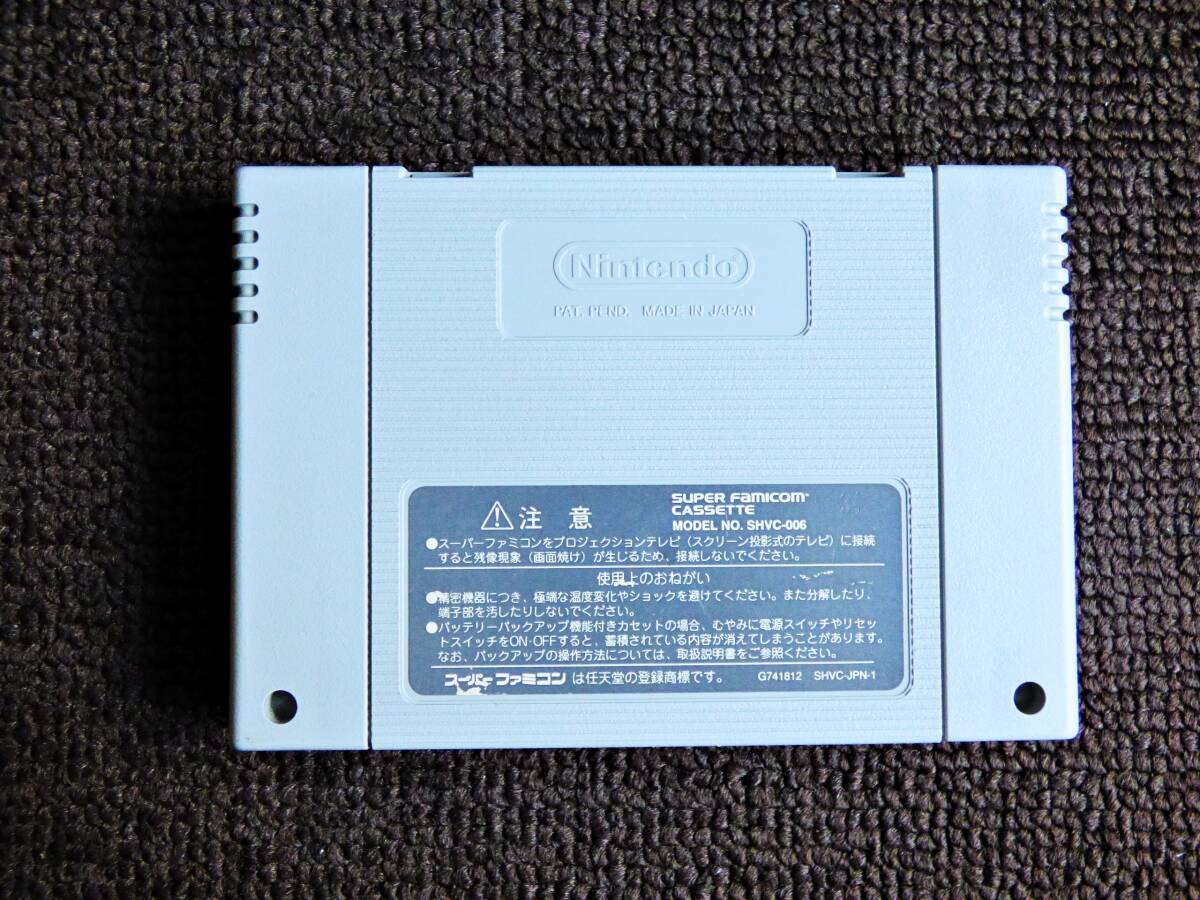 Nintendo
PAT. PEND. MADE IN JAPAN
注意
SUPER FAMICOM
CASSETTE
MODEL NO. SHVC-006
●スーパーファミコンをプロジェクションテレビ（スクリーン投影式のテレビ）に接続
すると残像現象（画面焼け）が生じるため、接続しないでください。
使用上のおねがい
●精密機器につき、極端な温度変化やショックを避けてください。また分解したり、
端子部を汚したりしないでください。
●バッテリーバックアップ機能付きカセットの場合、むやみに電源スイッチやリセッ
トスイッチをON・OFFすると、蓄積されている内容が消えてしまうことがあります。
なお、バックアップの操作方法については、取扱説明書をご参照ください。
スーパーファミコン は任天堂の登録商標です。 G741812 SHVC-JPN-1